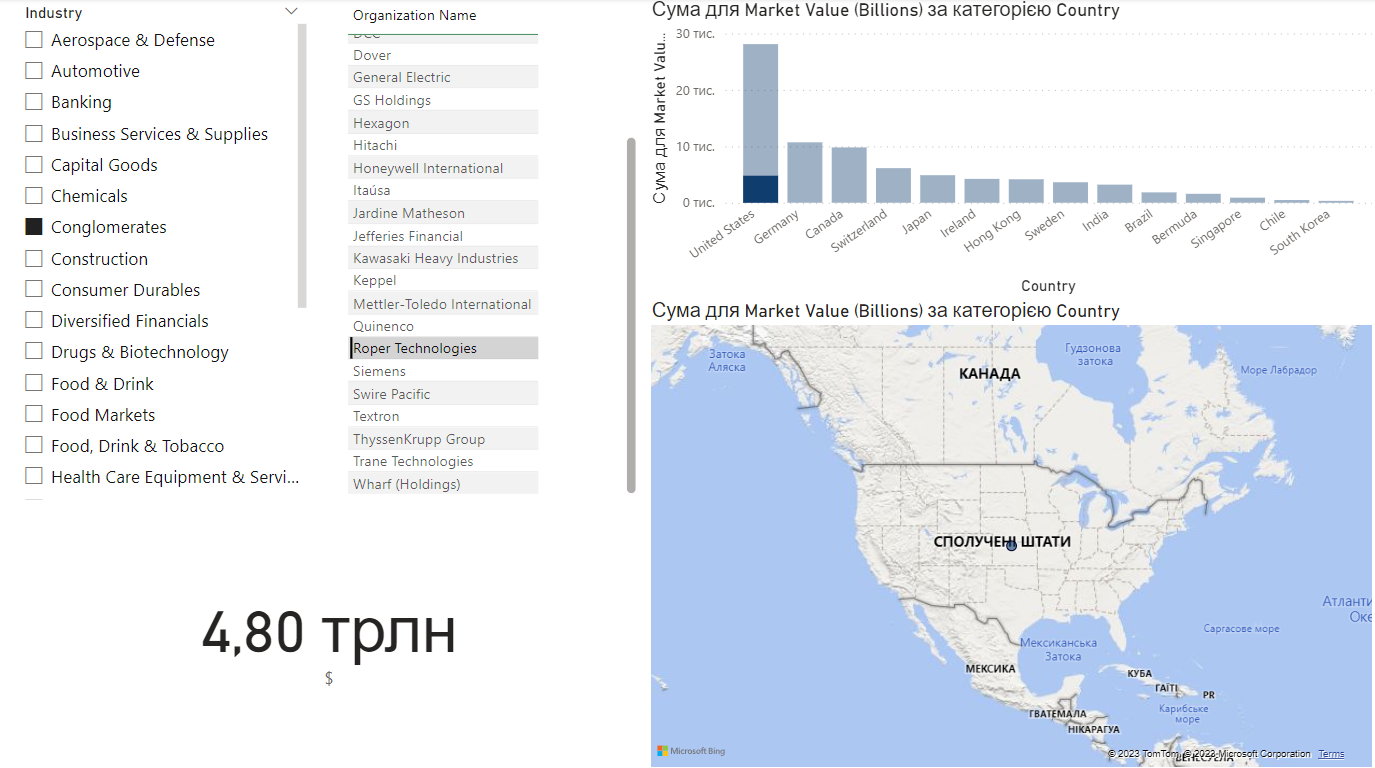 Industry
Aerospace & Defense
Automotive
Banking
Business Services & Supplies
Capital Goods
Chemicals
Conglomerates
Construction
Consumer Durables
Diversified Financials
Drugs & Biotechnology
Food & Drink
Food Markets
Food, Drink & Tobacco
Health Care Equipment & Servi...
Organization Name
DCC
Dover
General Electric
GS Holdings
Hexagon
Hitachi
Honeywell International
Itaúsa
Jardine Matheson
Jefferies Financial
Kawasaki Heavy Industries
Keppel
Mettler-Toledo International
Quinenco
Roper Technologies
Siemens
Swire Pacific
Textron
ThyssenKrupp Group
Trane Technologies
Wharf (Holdings)
4,80 трлн
$
Сума для Market Value (Billions) за категорією Country
Сума для Market Valu...
30 тис.
20 тис.
10 тис.
0 тис.
United States
Germany
Canada
Switzerland
Japan
Ireland
Hong Kong
Sweden
India
Brazil
Bermuda
Singapore
Chile
South Korea
Country
Сума для Market Value (Billions) за категорією Country
Затока
Аляска
КАНАДА
Гудзонова
затока
Море Лабрадор
СПОЛУЧЕНІ ШТАТИ
Атланти
Оке
Саргасове море
Мексиканська
Затока
МЕКСИКА
КУБА
ГАЇТІ
PR
Карибське
море
ГВАТЕМАЛА
НІКАРАГУА
ВЕНЕСУЕЛА
Microsoft Bing
© 2023 TomTom, © 2023 Microsoft Corporation Terms